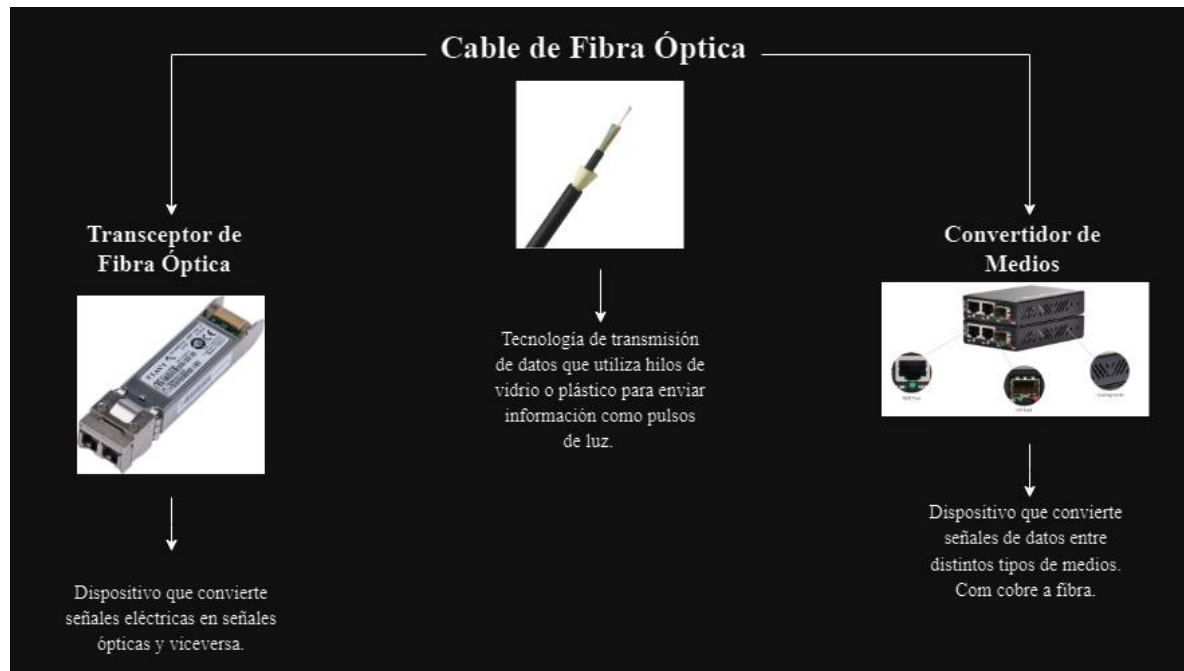 Cable de Fibra Óptica
Transceptor de
Fibra Óptica
Dispositivo que convierte
señales eléctricas en señales
ópticas y viceversa.
Tecnología de transmisión
de datos que utiliza hilos de
vidrio o plástico para enviar
información como pulsos
de luz.
Convertidor de
Medios
Dispositivo que convierte
señales de datos entre
distintos tipos de medios.
Com cobre a fibra.